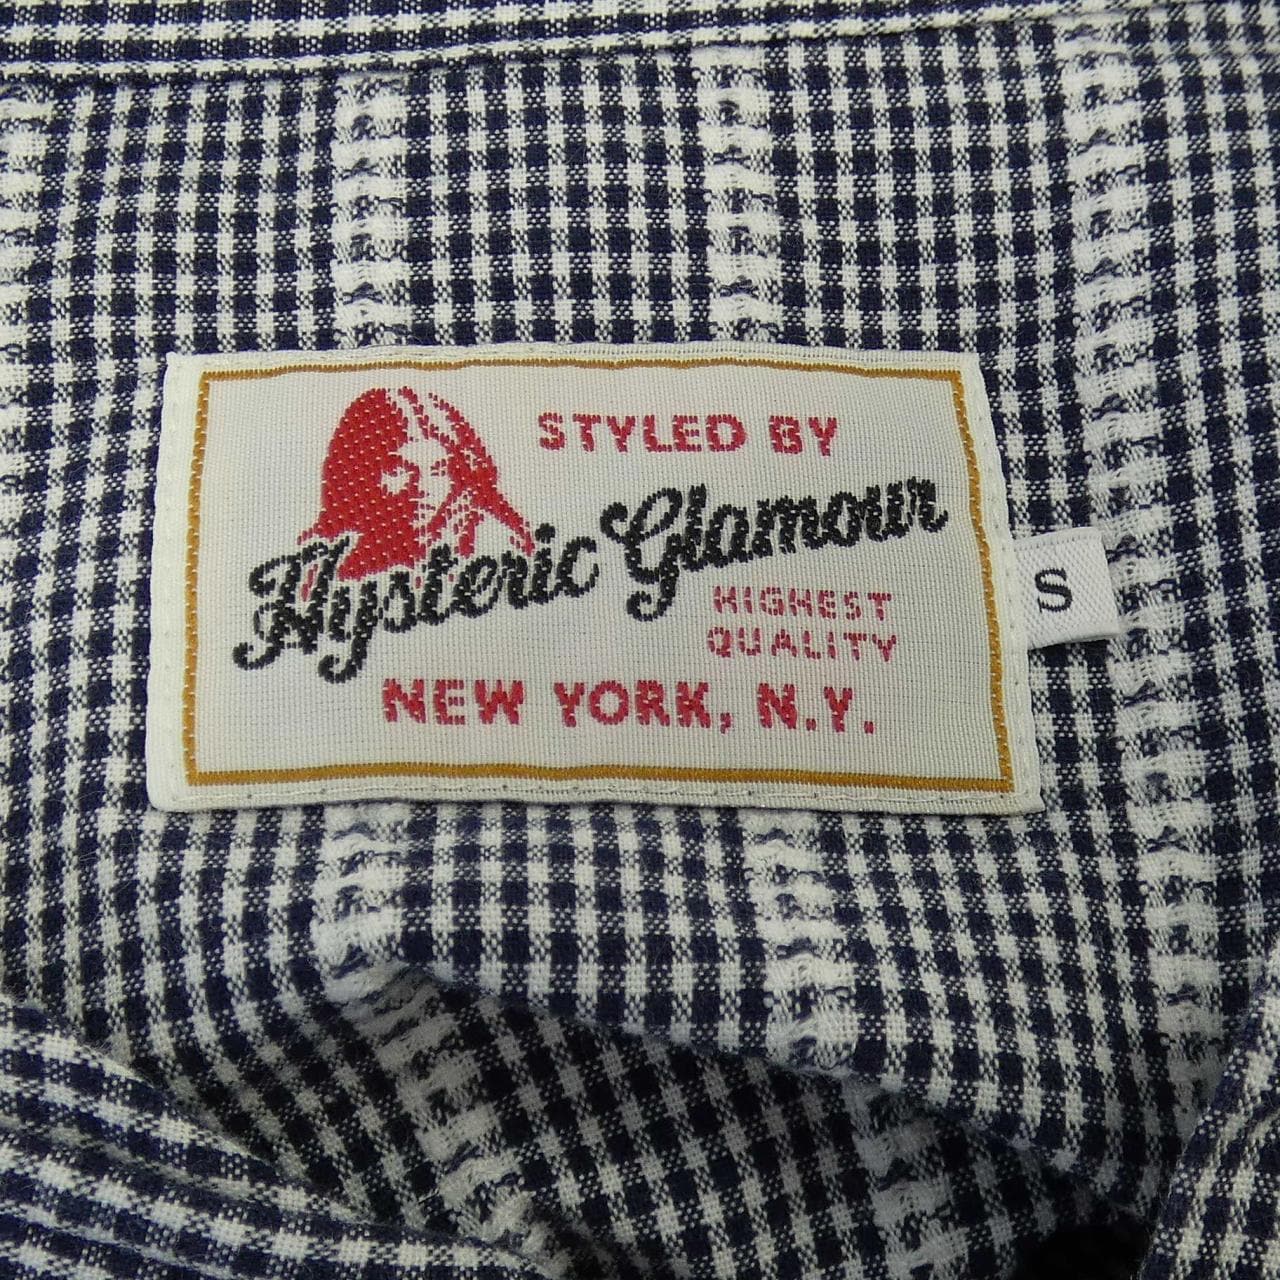 STYLED BY
Hysteric Glamour
HIGHEST
QUALITY
NEW YORK, N.Y.
S